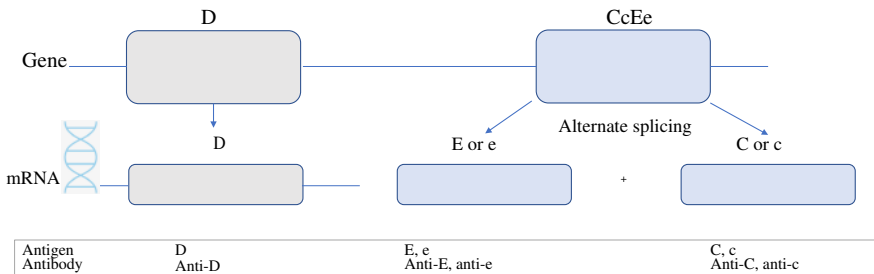 D CcEe
Gene
Alternate splicing
D E or e C or c
mRNA +
Antigen D E, e C, c
Antibody Anti-D Anti-E, anti-e Anti-C, anti-c